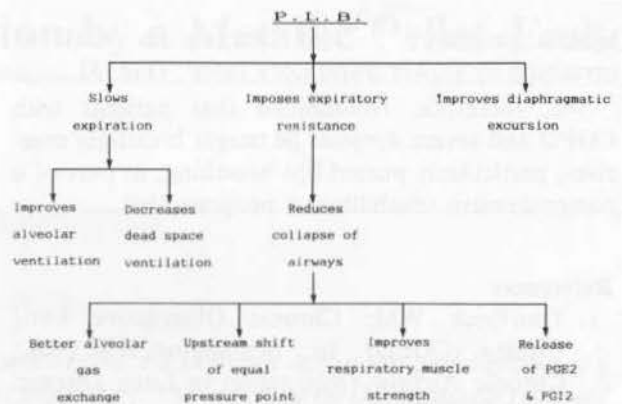 P.L.B.
Slows
expiration
Imposes expiratory
resistance
Improves diaphragmatic
excursion
Improves
alveolar
ventilation
Decreases
dead space
ventilation
Reduces
collapse of
airways
Better alveolar
gas
exchange
Upstream shift
of equal
pressure point
Improves
respiratory muscle
strength
Release
of PGE2
& PGI2